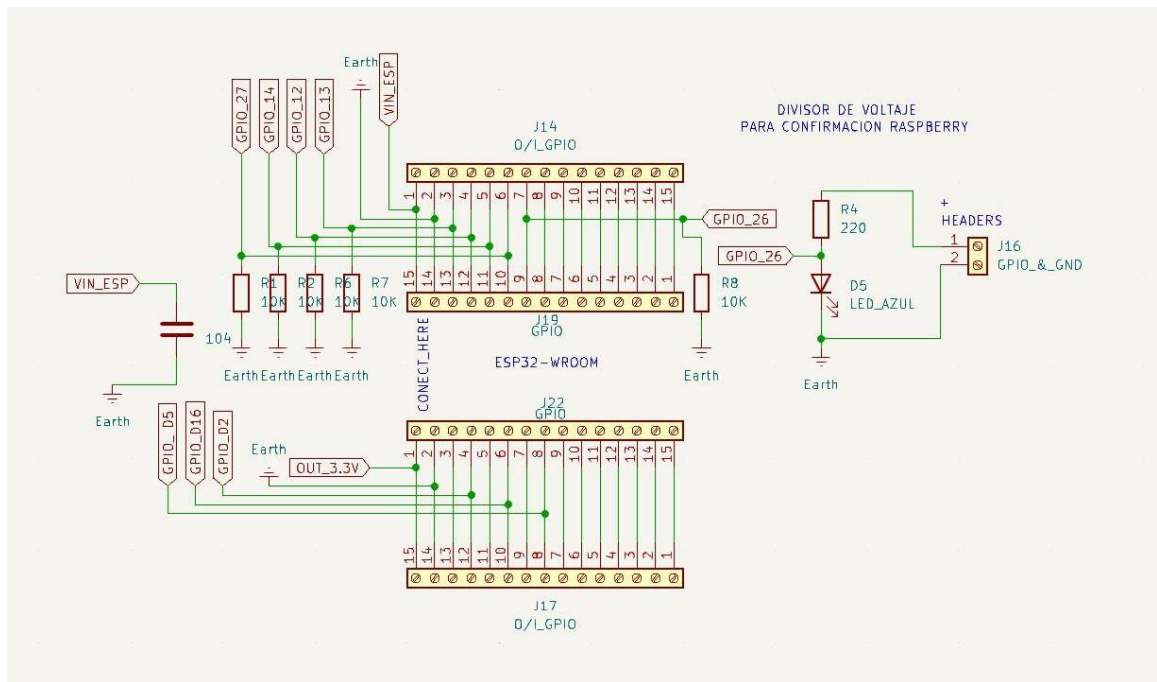 Earth
VIN_ESP
GPIO_27
GPIO_14
GPIO_12
GPIO_13
DIVISOR DE VOLTAJE
PARA CONFIRMACION RASPBERRY
J14
O/I_GPIO
1 2 3 4 5 6 7 8 9 10 11 12 13 14 15
GPIO_26
GPIO_26
R4
220
+
HEADERS
1
2
J16
GPIO_&_GND
D5
LED_AZUL
Earth
VIN_ESP
104
Earth
R1
10K
R2
10K
R6
10K
R7
10K
Earth Earth Earth Earth
15 14 13 12 11 10 9 8 7 6 5 4 3 2 1
J19
GPIO
R8
10K
Earth
CONECT_HERE
ESP32-WROOM
J22
GPIO
1 2 3 4 5 6 7 8 9 10 11 12 13 14 15
GPIO_ D5
GPIO_D16
GPIO_D2
Earth
OUT_3.3V
15 14 13 12 11 10 9 8 7 6 5 4 3 2 1
J17
O/I_GPIO